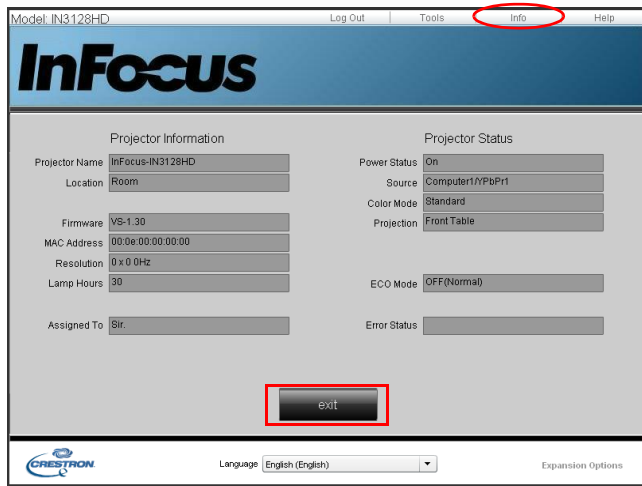 Model: IN3128HD Log Out Tools Info Help
InFocus
Projector Information Projector Status
Projector Name InFocus-IN3128HD Power Status On
Location Room Source Computer1/YPbPr1
Color Mode Standard
Firmware VS-1.30 Projection Front Table
MAC Address 00:0e:00:00:00:00
Resolution 0 x 0 0Hz
Lamp Hours 30 ECO Mode OFF(Normal)
Assigned To Sir. Error Status
exit
CRESTRON Language English (English) Expansion Options